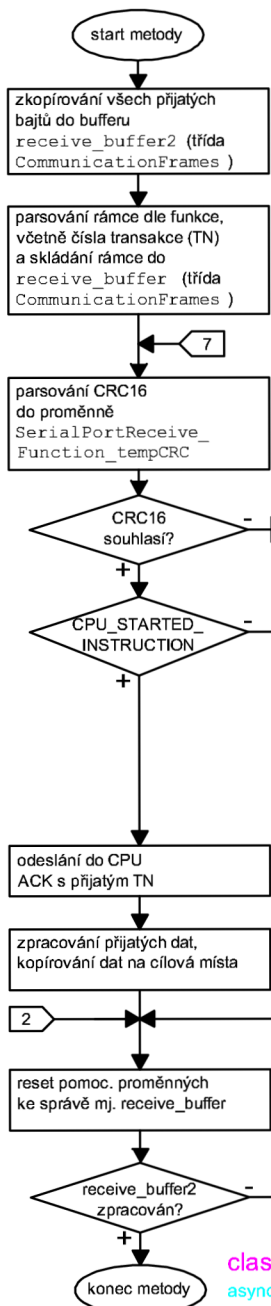 start metody
zkopírování všech přijatých
bajtů do bufferu
receive_buffer2 (třída
CommunicationFrames )
parsování rámce dle funkce,
včetně čísla transakce (TN)
a skládání rámce do
receive_buffer (třída
CommunicationFrames )
7
parsování CRC16
do proměnně
SerialPortReceive_
Function_tempCRC
CRC16
souhlasí?
-
+
CPU_STARTED_
INSTRUCTION
-
+
odeslání do CPU
ACK s přijatým TN
zpracování přijatých dat,
kopírování dat na cílová místa
2
reset pomoc. proměnných
ke správě mj. receive_buffer
receive_buffer2
zpracován?
-
+
konec metody
clas
async